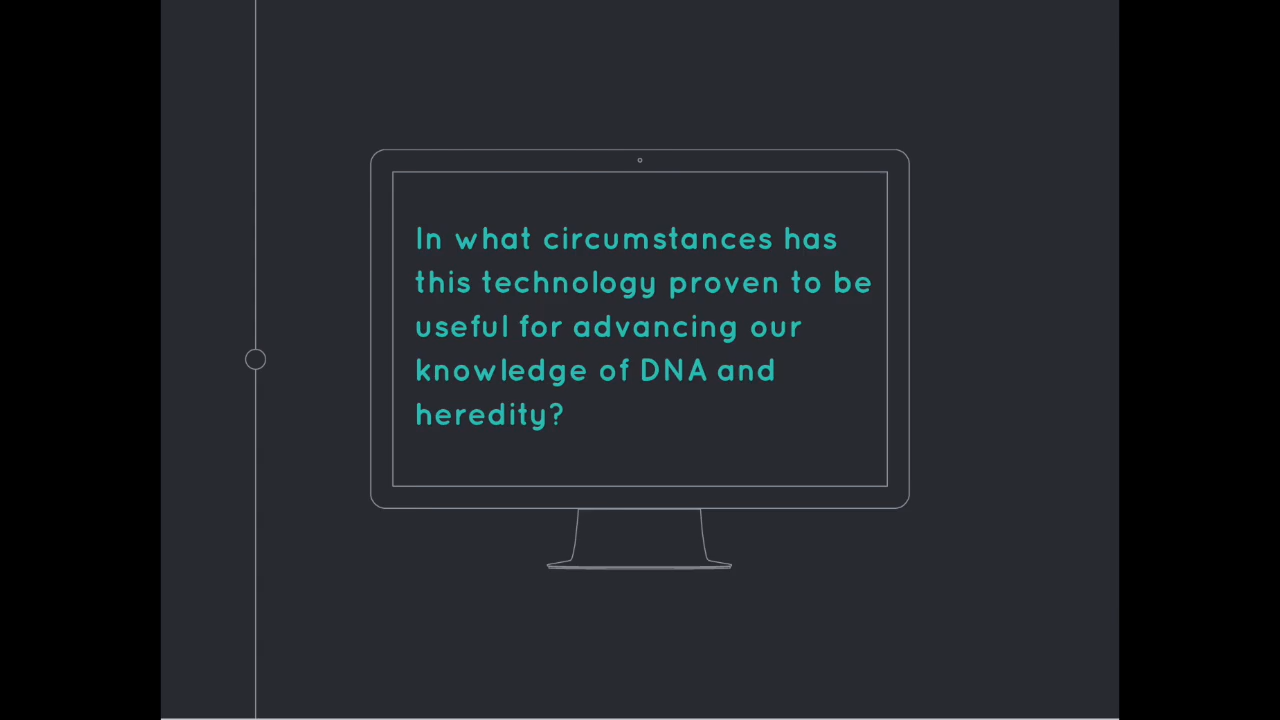 In what circumstances has
this technology proven to be
useful for advancing our
knowledge of DNA and
heredity?